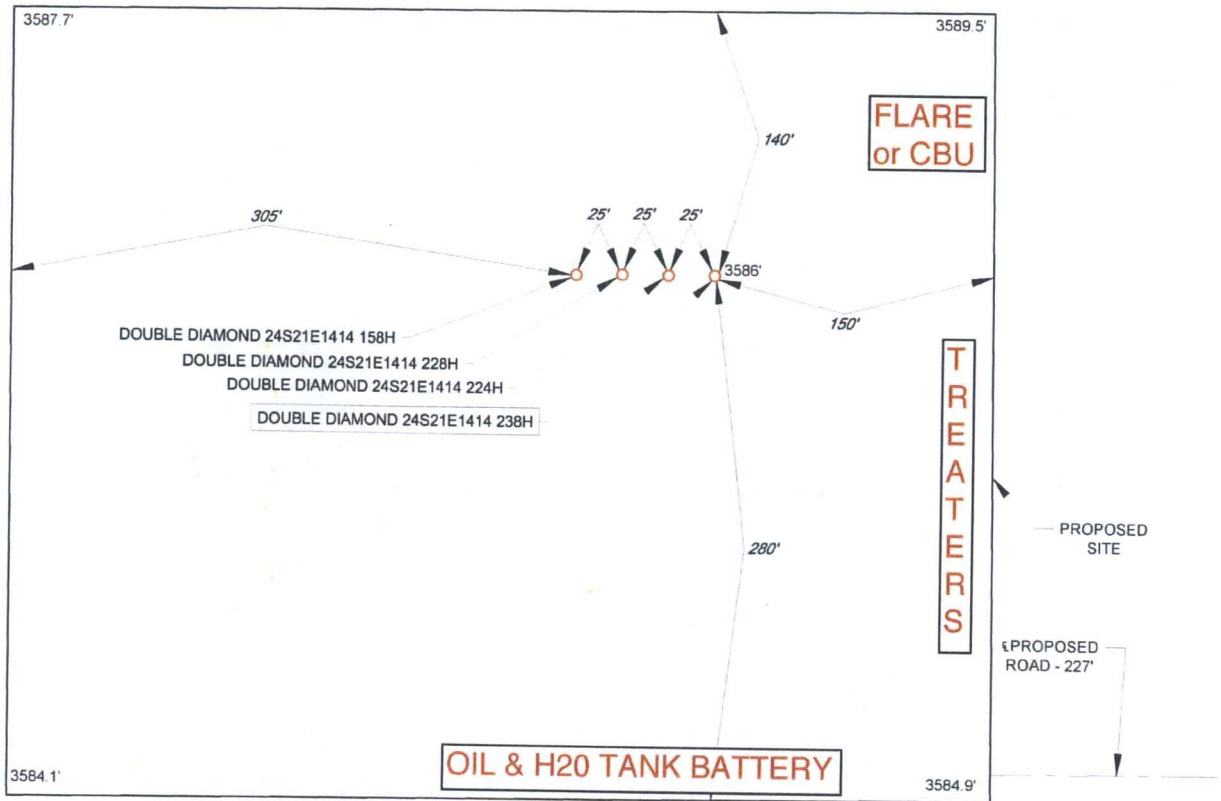 3587.7'
3589.5'
FLARE
or CBU
140'
305'
25'
25'
25'
3586'
150'
DOUBLE DIAMOND 24S21E1414 158H
DOUBLE DIAMOND 24S21E1414 228H
DOUBLE DIAMOND 24S21E1414 224H
DOUBLE DIAMOND 24S21E1414 238H
TREATERS
280'
PROPOSED
SITE
℄PROPOSED
ROAD - 227'
OIL & H20 TANK BATTERY
3584.1'
3584.9'